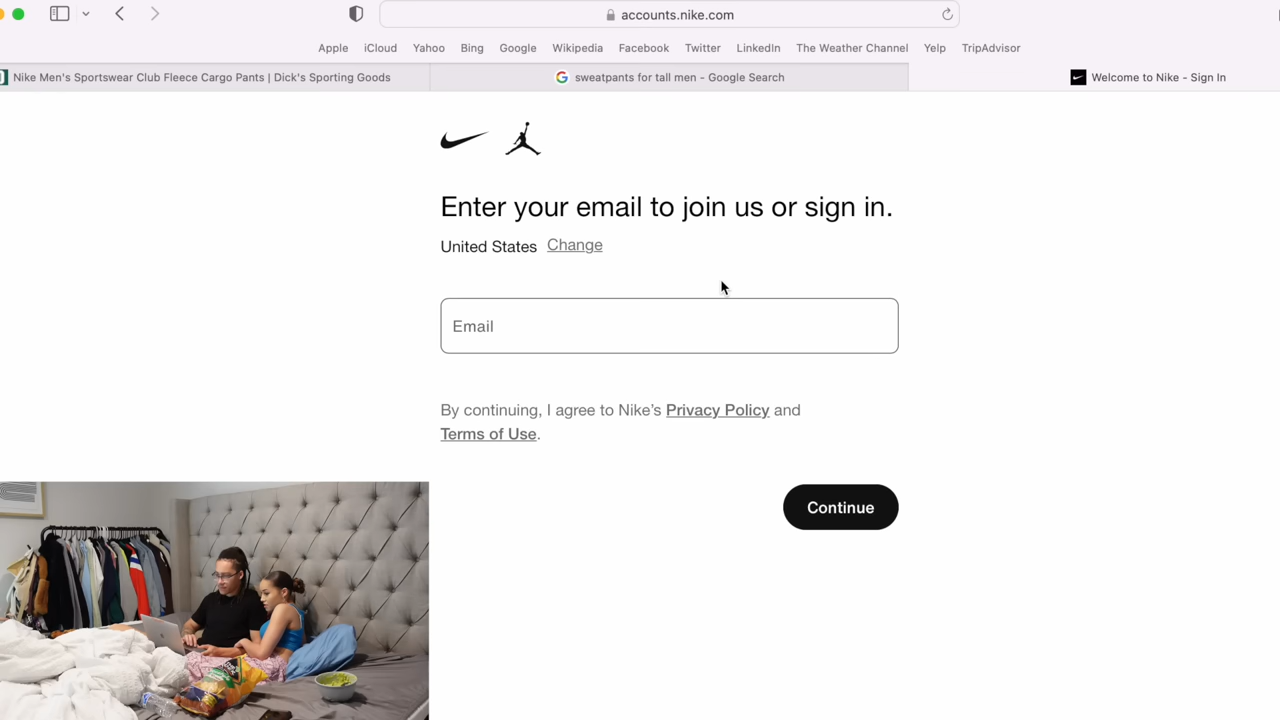 accounts.nike.com
Apple iCloud Yahoo Bing Google Wikipedia Facebook Twitter LinkedIn The Weather Channel Yelp TripAdvisor
Nike Men's Sportswear Club Fleece Cargo Pants | Dick's Sporting Goods
sweatpants for tall men - Google Search
Welcome to Nike - Sign In
Enter your email to join us or sign in.
United States Change
Email
By continuing, I agree to Nike's Privacy Policy and
Terms of Use.
Continue